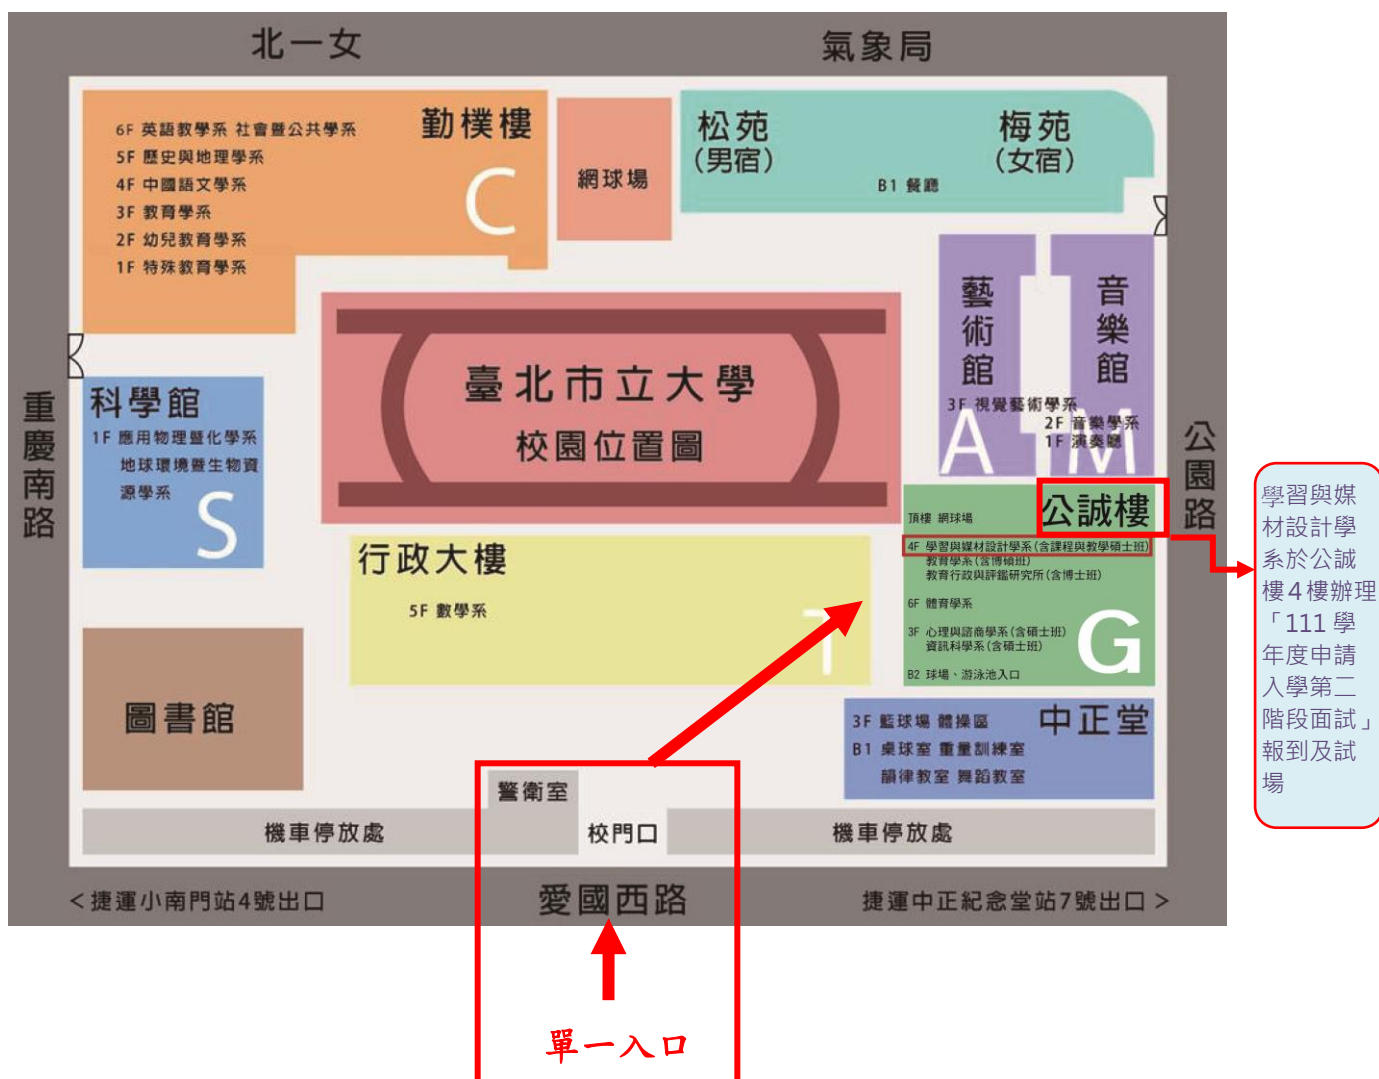 北一女
氣象局
勤樸樓
6F 英語教學系 社會暨公共學系
5F 歷史與地理學系
4F 中國語文學系
3F 教育學系
2F 幼兒教育學系
1F 特殊教育學系
C
網球場
松苑
(男宿)
梅苑
(女宿)
B1 餐廳
藝術館
音樂館
3F 視覺藝術學系
2F 音樂學系
1F 演奏廳
A
M
臺北市立大學
校園位置圖
重慶南路
公園路
科學館
1F 應用物理暨化學系
地球環境暨生物資
源學系
S
行政大樓
5F 數學系
T
公誠樓
頂樓 網球場
4F 學習與媒材設計學系(含課程與教學碩士班)
教育學系(含博碩班)
教育行政與評鑑研究所(含博士班)
6F 體育學系
3F 心理與諮商學系(含碩士班)
資訊科學系(含碩士班)
B2 球場、游泳池入口
G
學習與媒
材設計學
系於公誠
樓4樓辦理
「111 學
年度申請
入學第二
階段面試」
報到及試
場
圖書館
中正堂
3F 籃球場 體操區
B1 桌球室 重量訓練室
韻律教室 舞蹈教室
警衛室
機車停放處
校門口
機車停放處
<捷運小南門站4號出口
愛國西路
捷運中正紀念堂站7號出口>
單一入口